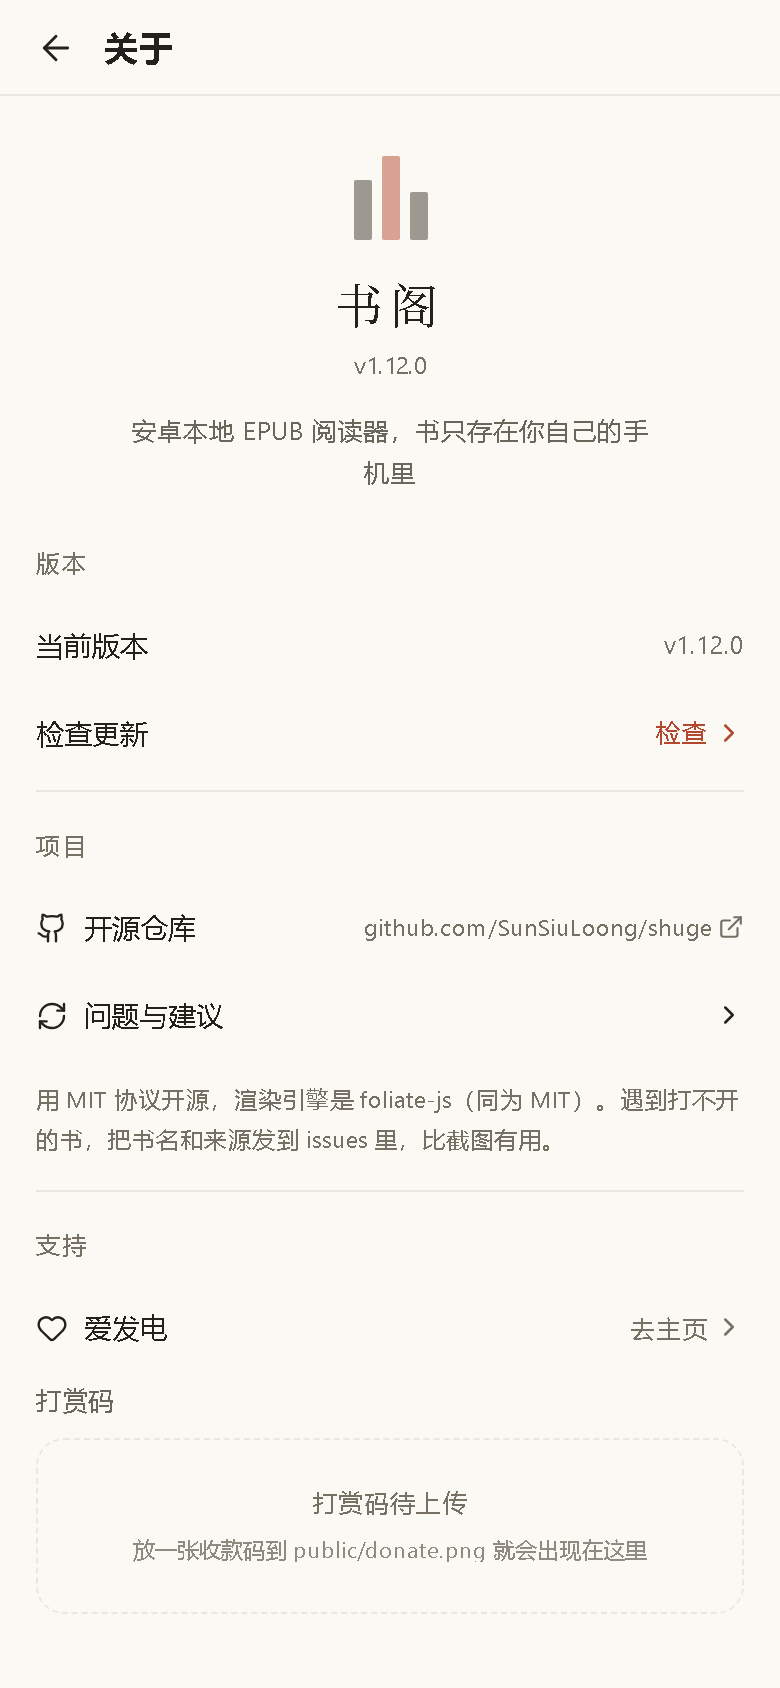 关于
书阁
v1.12.0
安卓本地 EPUB 阅读器，书只存在你自己的手
机里
版本
当前版本 v1.12.0
检查更新 检查
项目
开源仓库 github.com/SunSiuLoong/shuge
问题与建议
用 MIT 协议开源，渲染引擎是 foliate-js（同为 MIT）。遇到打不开
的书，把书名和来源发到 issues 里，比截图有用。
支持
爱发电 去主页
打赏码
打赏码待上传
放一张收款码到 public/donate.png 就会出现在这里